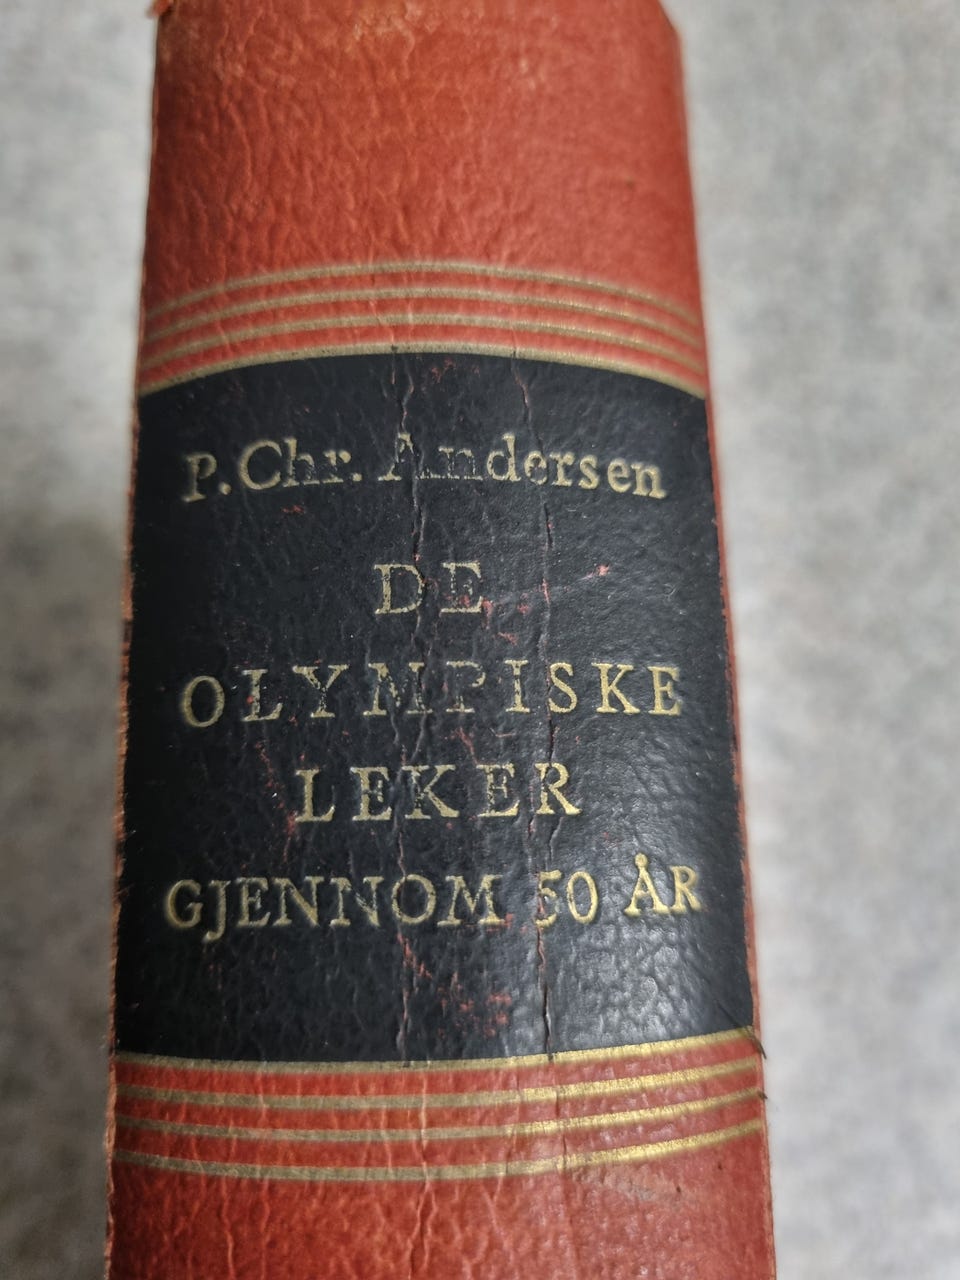 P. Chr. Andersen
DE
OLYMPISKE
LEKER
GJENNOM 50 ÅR